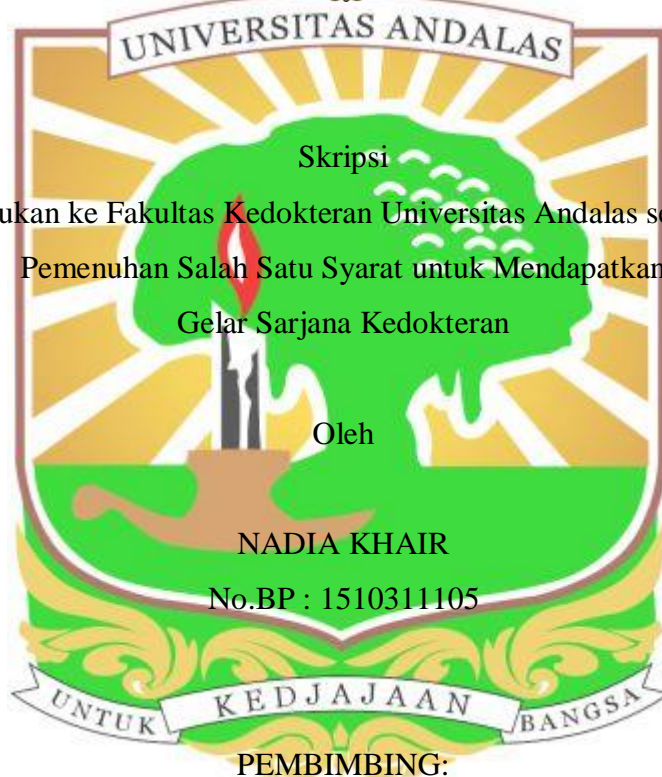 UNIVERSITAS ANDALAS
Skripsi
ukan ke Fakultas Kedokteran Universitas Andalas se
Pemenuhan Salah Satu Syarat untuk Mendapatkan
Gelar Sarjana Kedokteran
Oleh
NADIA KHAIR
No.BP : 1510311105
UNTUK KEDJAJAAN BANGSA
PEMBIMBING: